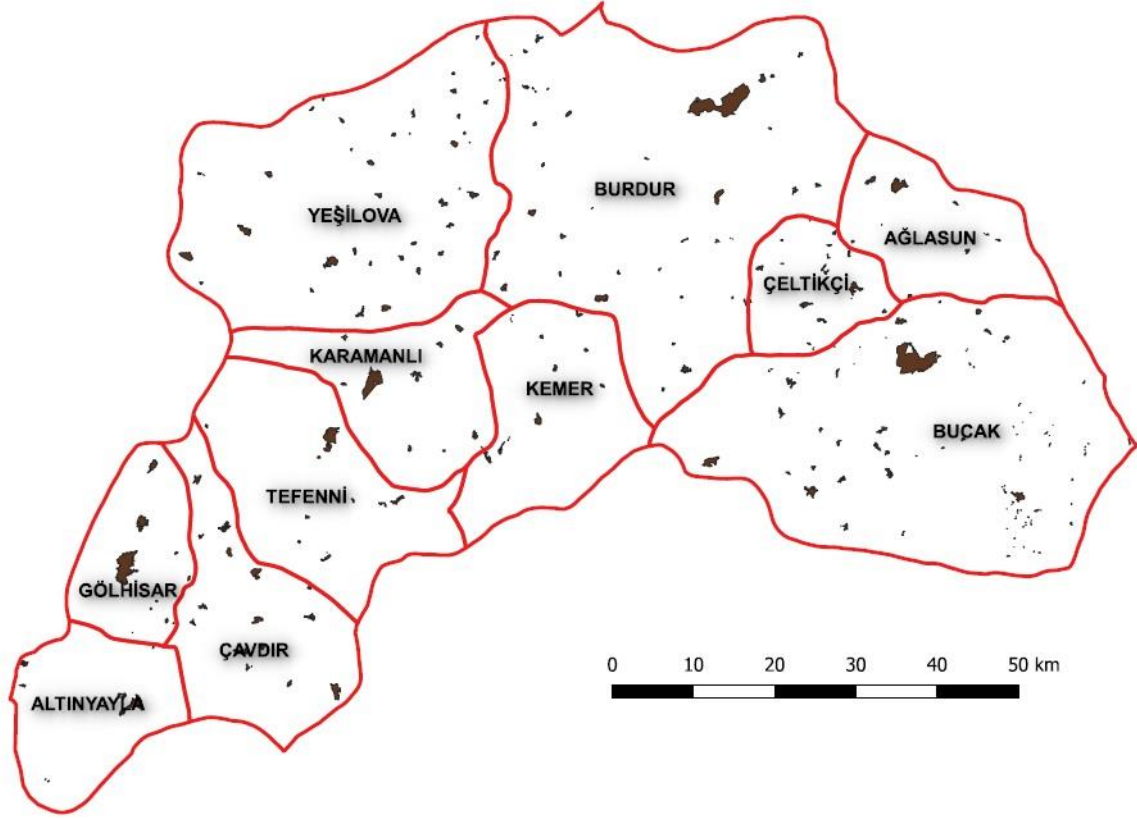 BURDUR
YEŞİLOVA
AĞLASUN
ÇELTİKÇİ
KARAMANLI
KEMER
BUÇAK
TEFENNİ
GÖLHİSAR
ÇAVDIR
ALTINYAYLA
0 10 20 30 40 50 km